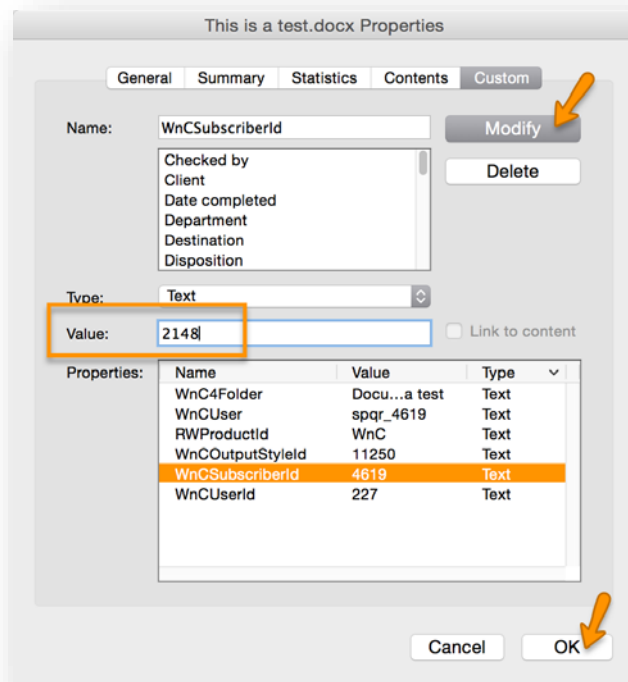 This is a test.docx Properties
General Summary Statistics Contents Custom
Name: WnCSubscriberId Modify
Checked by
Client
Date completed
Department
Destination
Disposition
Delete
Type: Text
Value: 2148 Link to content
Properties: Name Value Type
WnC4Folder Docu...a test Text
WnCUser spqr_4619 Text
RWProductId WnC Text
WnCOutputStyleId 11250 Text
WnCSubscriberId 4619 Text
WnCUserId 227 Text
Cancel OK